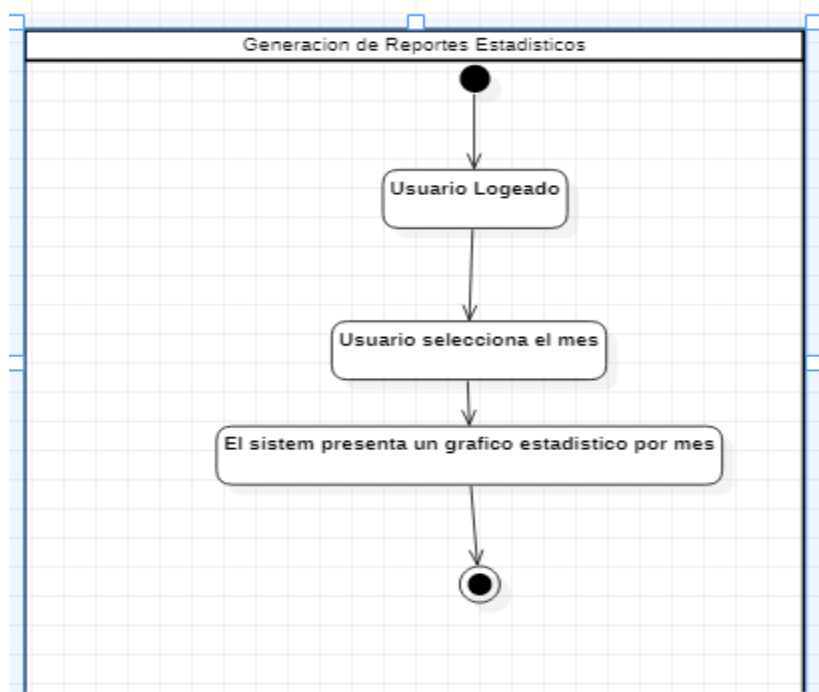 Generacion de Reportes Estadisticos
Usuario Logeado
Usuario selecciona el mes
El sistem presenta un grafico estadistico por mes